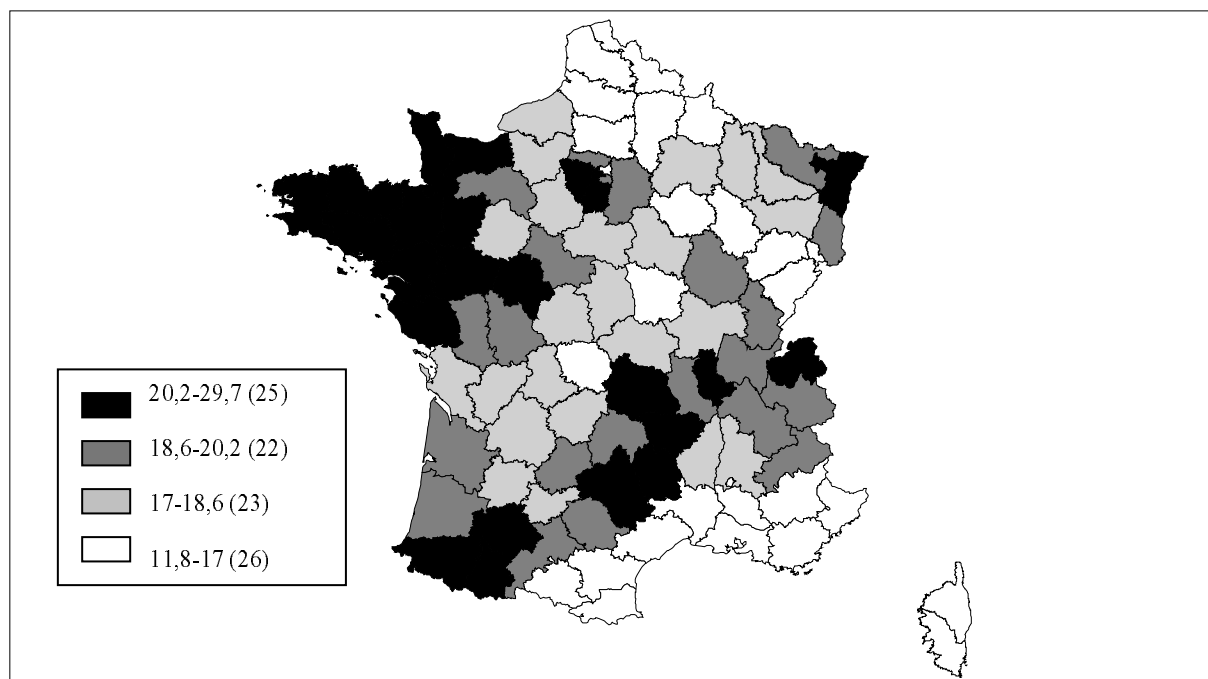 20,2-29,7 (25)
18,6-20,2 (22)
17-18,6 (23)
11,8-17 (26)